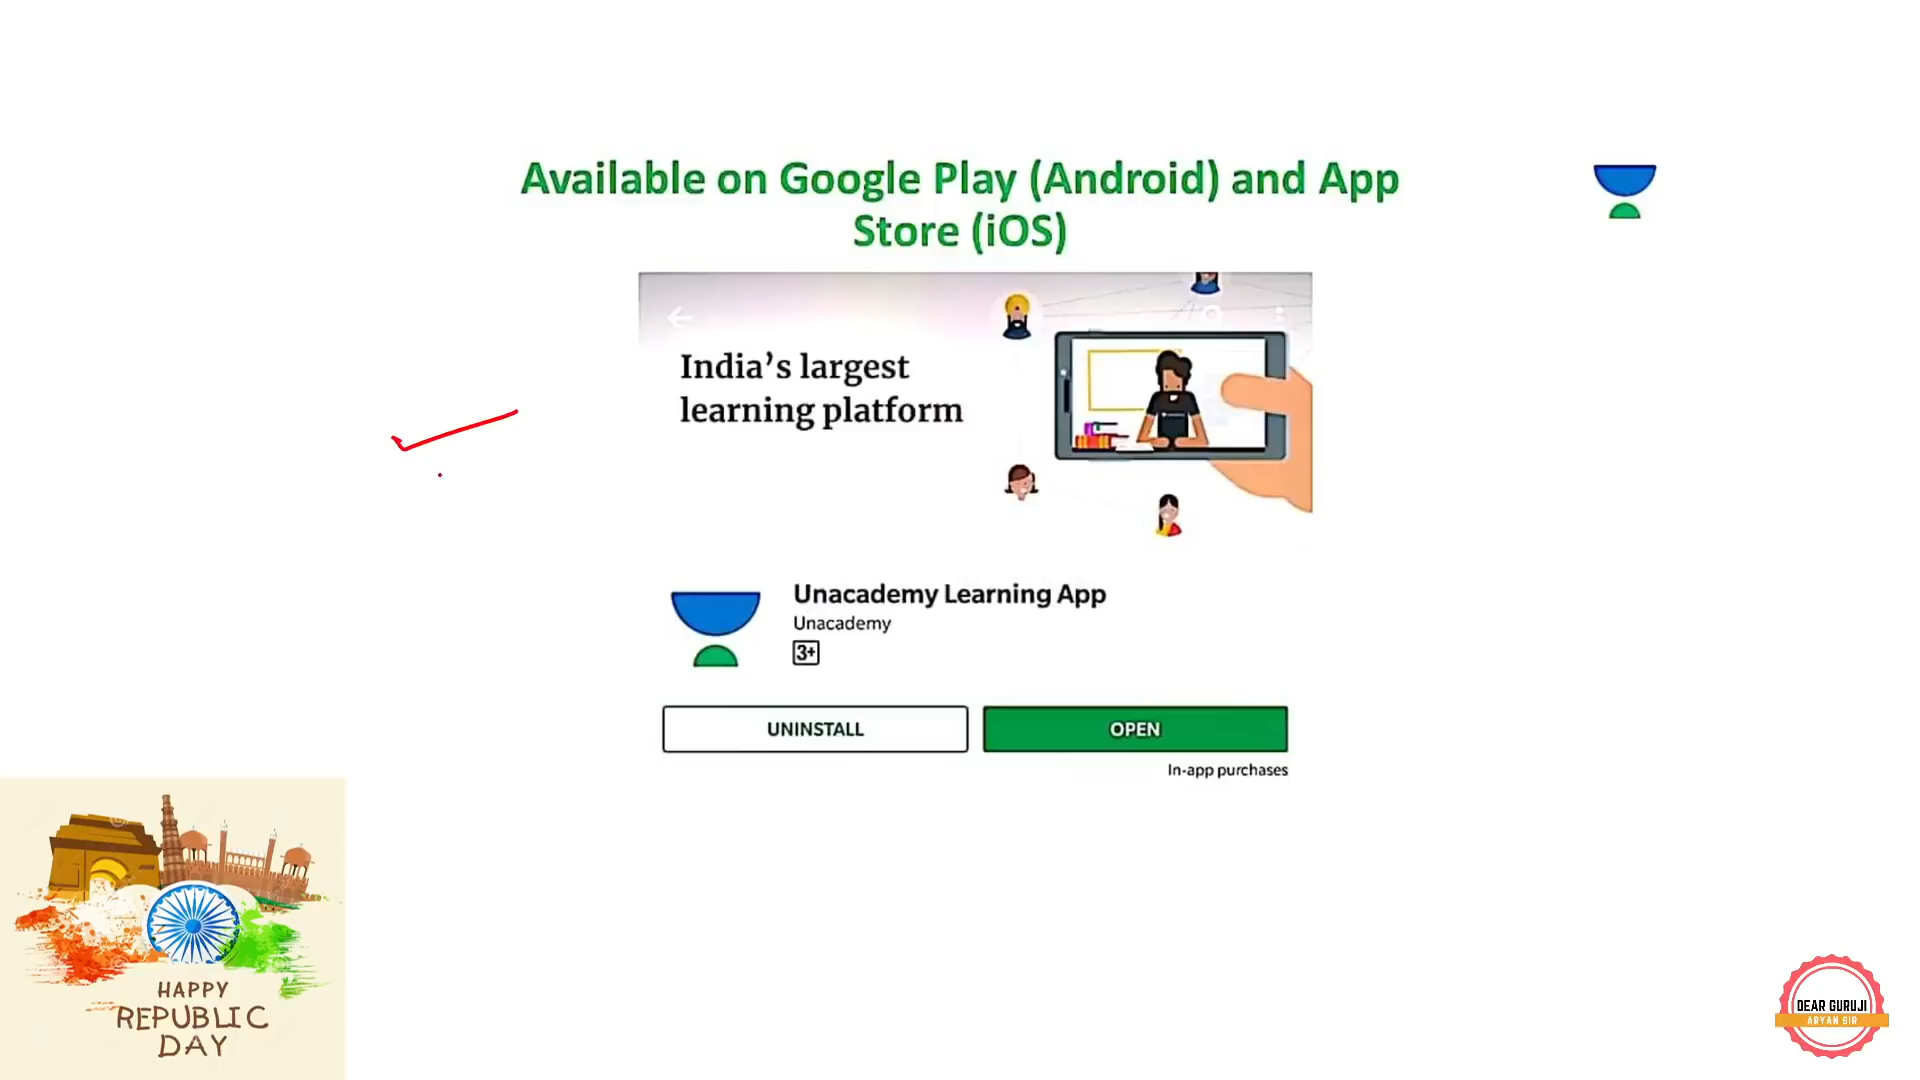 Available on Google Play (Android) and App
Store (iOS)
India’s largest
learning platform
Unacademy Learning App
Unacademy
3+
UNINSTALL
OPEN
In-app purchases
HAPPY
REPUBLIC
DAY
DEAR GURUJI
ARYAN SIR